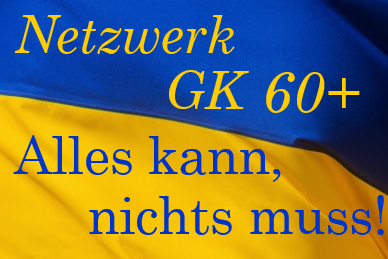 Netzwerk
GK 60+
Alles kann,
nichts muss!